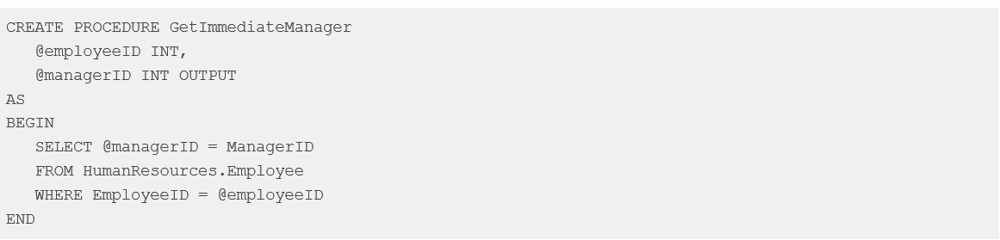 CREATE PROCEDURE GetImmediateManager
   @employeeID INT,
   @managerID INT OUTPUT
AS
BEGIN
   SELECT @managerID = ManagerID
   FROM HumanResources.Employee
   WHERE EmployeeID = @employeeID
END